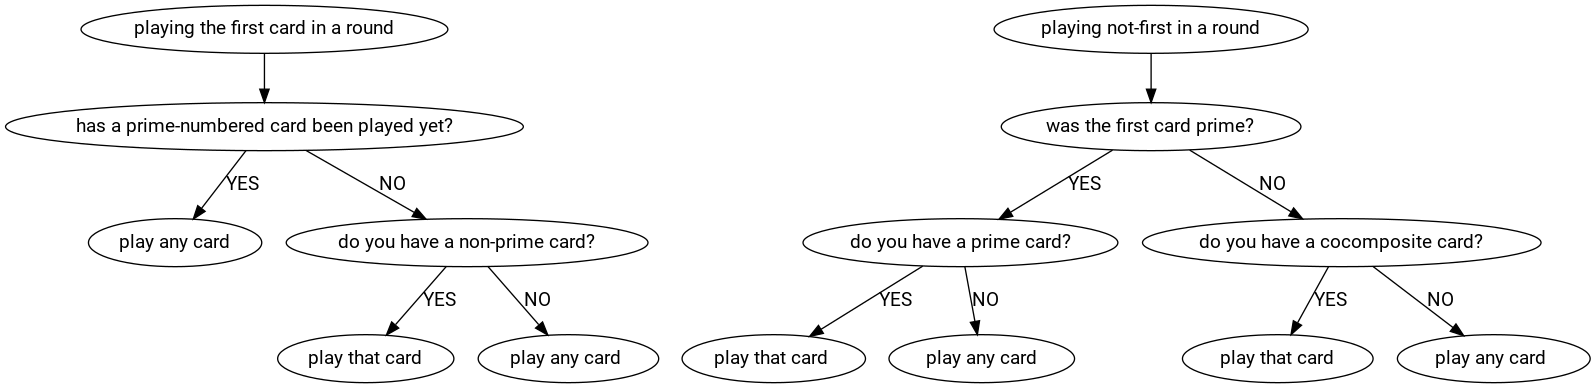 playing the first card in a round
has a prime-numbered card been played yet?
YES
NO
play any card
do you have a non-prime card?
YES
NO
play that card
play any card
playing not-first in a round
was the first card prime?
YES
NO
do you have a prime card?
do you have a cocomposite card?
YES
NO
YES
NO
play that card
play any card
play that card
play any card